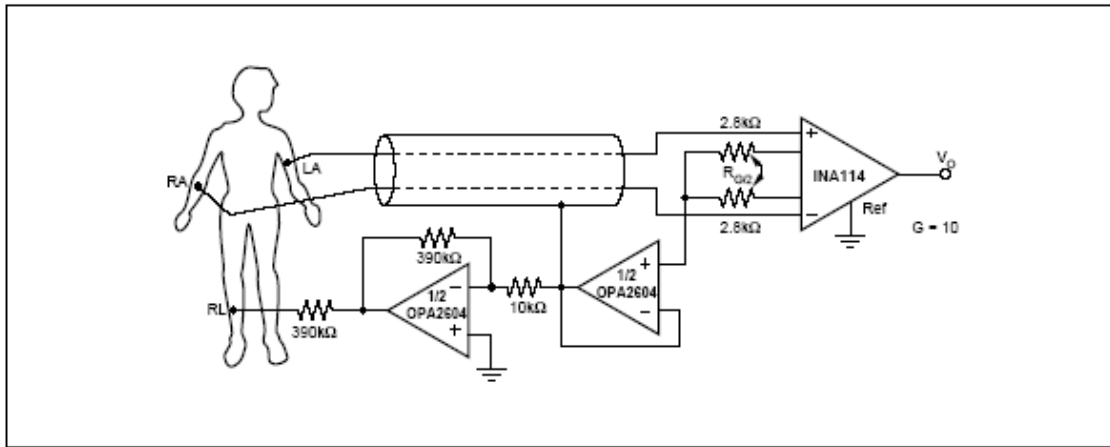 2.8kΩ
LA
RA
R_G/2
INA114
V_O
Ref
G = 10
2.8kΩ
390kΩ
1/2
OPA2604
10kΩ
1/2
OPA2604
RL
390kΩ
+
−
+
−
−
+